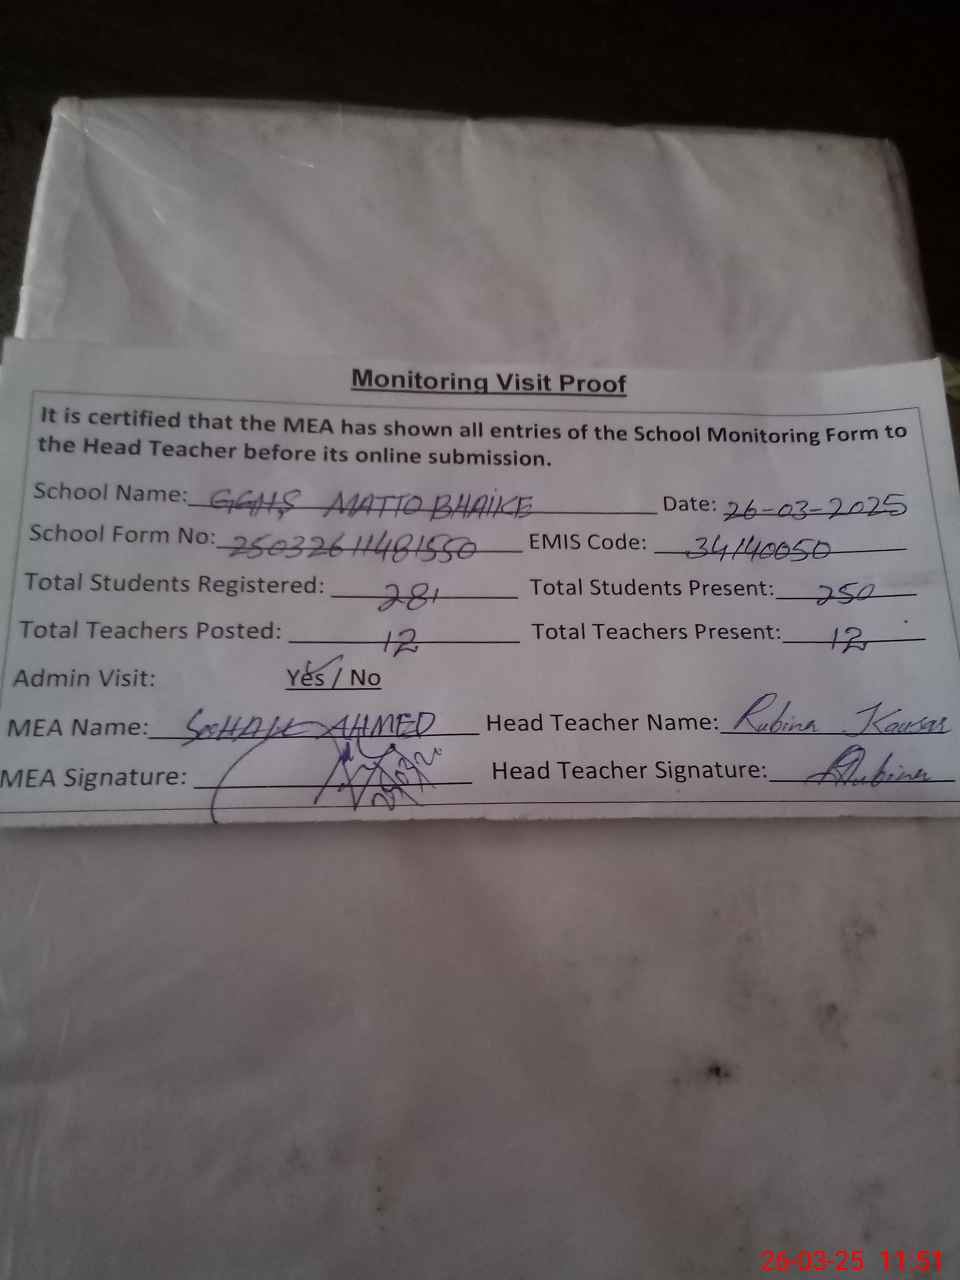 Monitoring Visit Proof
It is certified that the MEA has shown all entries of the School Monitoring Form to
the Head Teacher before its online submission.
School Name: GGHS MATTO BHAIKE Date: 26-03-2025
School Form No: 25032611481550 EMIS Code: 34140050
Total Students Registered: 281 Total Students Present: 250
Total Teachers Posted: 12 Total Teachers Present: 12
Admin Visit: Yes / No
MEA Name: AHMED Head Teacher Name: Rubina Kausar
MEA Signature: Head Teacher Signature: Rubina
26-03-25 11:51